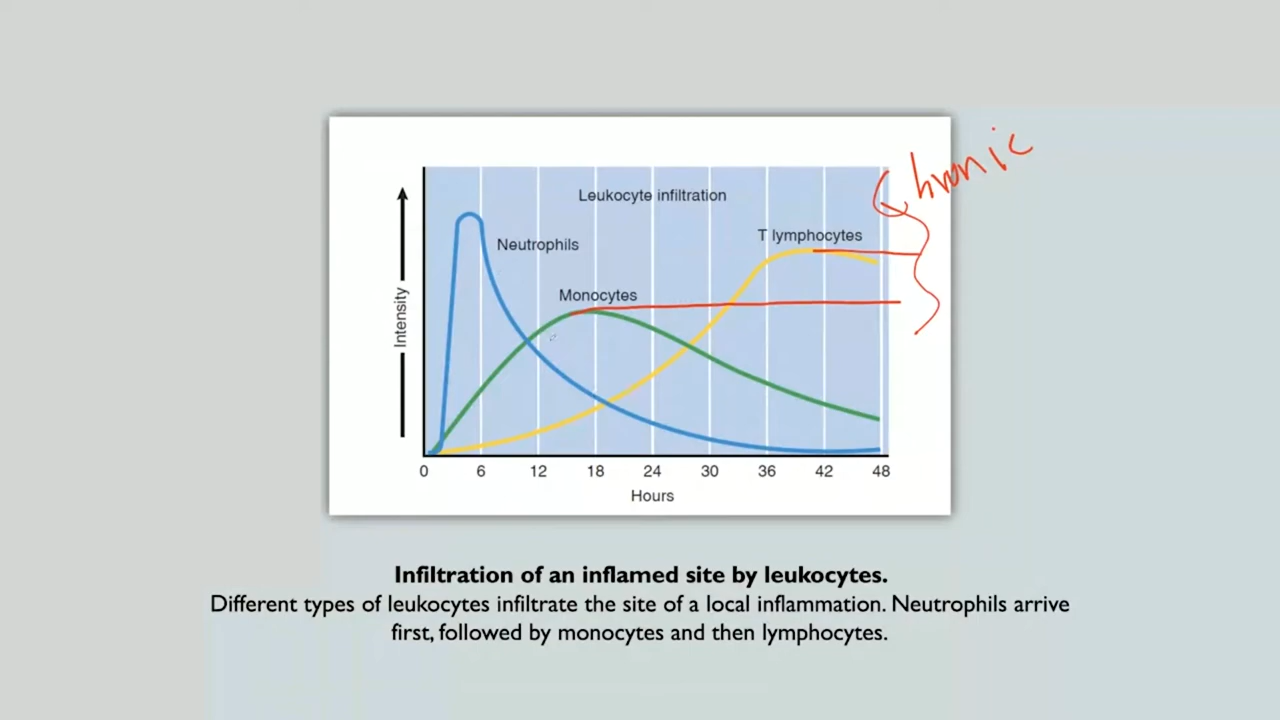 Chronic
Leukocyte infiltration
T lymphocytes
Neutrophils
Monocytes
Intensity
0 6 12 18 24 30 36 42 48
Hours
Infiltration of an inflamed site by leukocytes.
Different types of leukocytes infiltrate the site of a local inflammation. Neutrophils arrive
first, followed by monocytes and then lymphocytes.